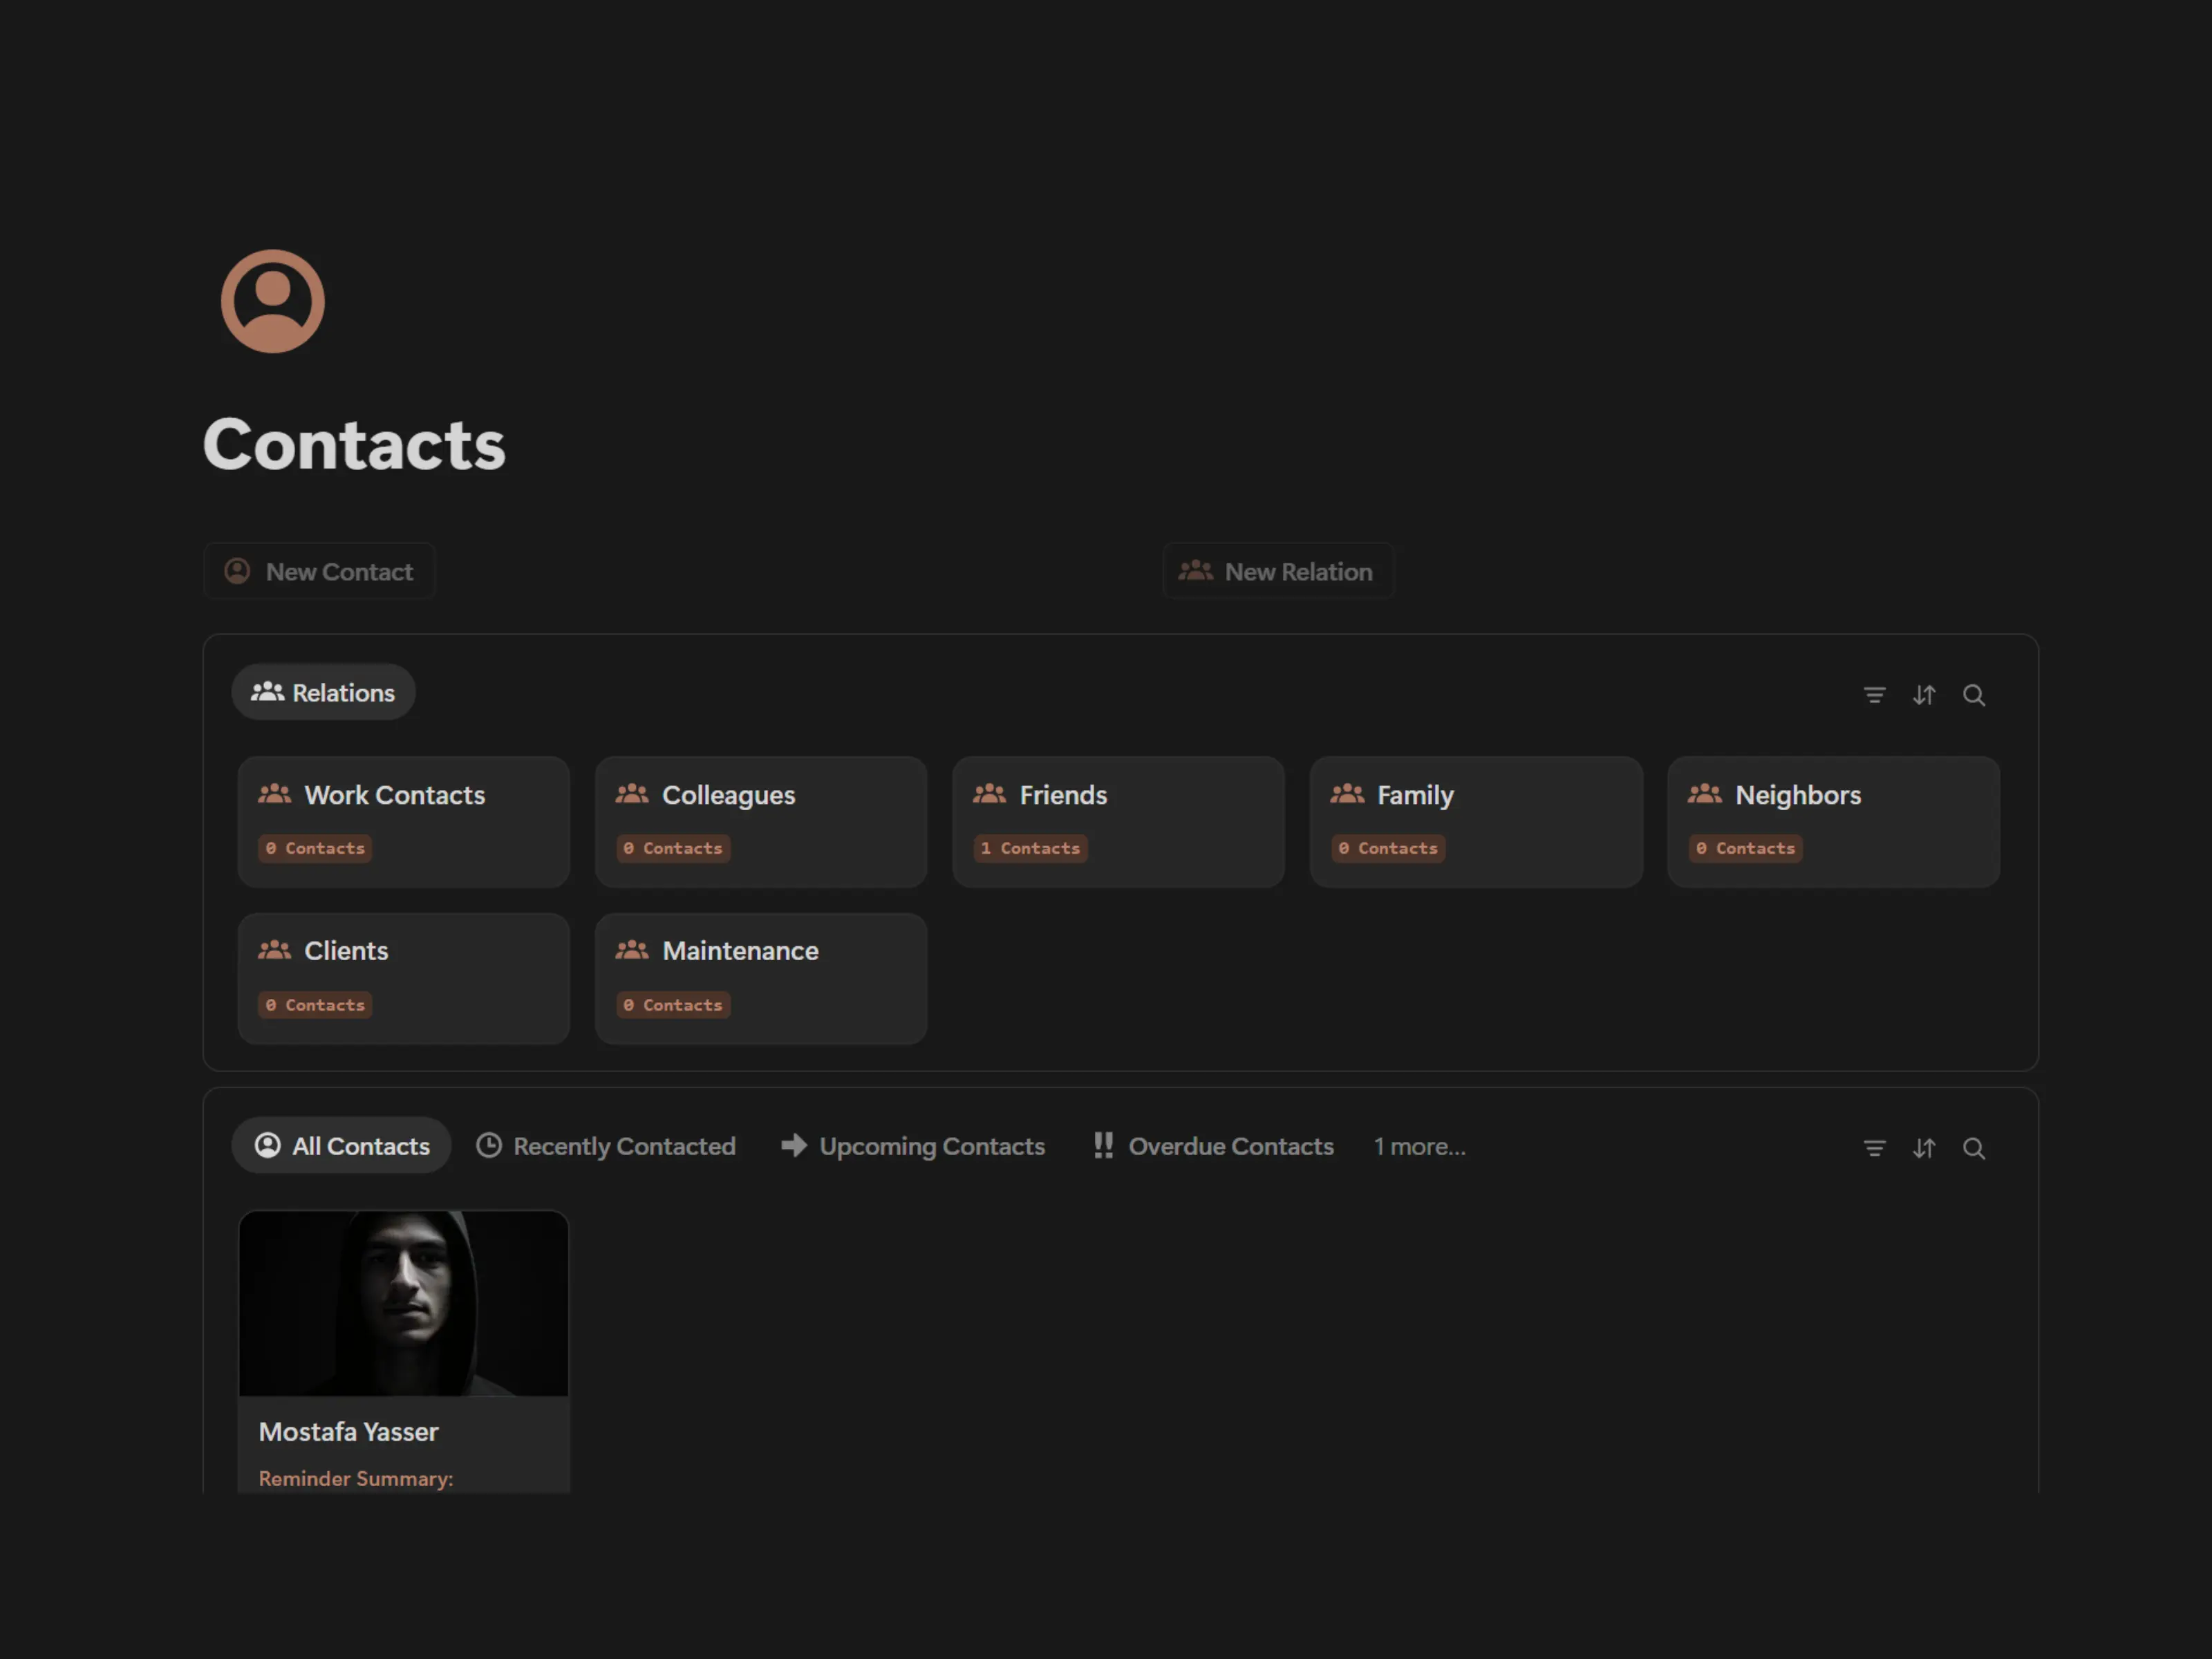 Contacts
New Contact
New Relation
Relations
Work Contacts
0 Contacts
Colleagues
0 Contacts
Friends
1 Contacts
Family
0 Contacts
Neighbors
0 Contacts
Clients
0 Contacts
Maintenance
0 Contacts
All Contacts
Recently Contacted
Upcoming Contacts
Overdue Contacts
1 more...
Mostafa Yasser
Reminder Summary: